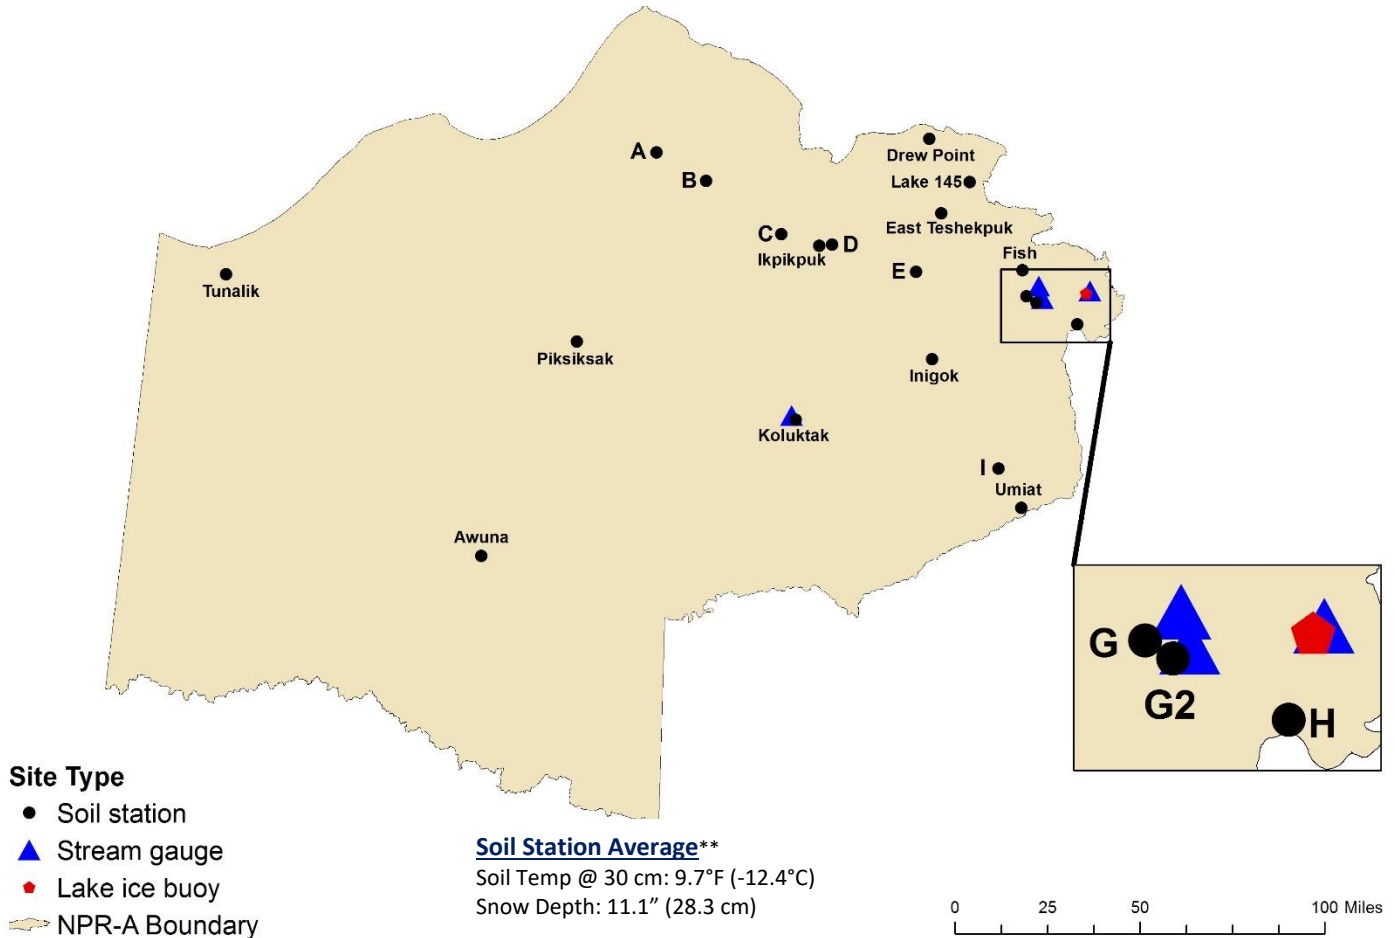 A
B
Drew Point
Lake 145
East Teshekpuk
C
D
Ikpikpuk
Fish
E
Tunalik
Piksiksak
Inigok
Koluktak
I
Umiat
Awuna
G
G2
H
Site Type
Soil station
Stream gauge
Lake ice buoy
NPR-A Boundary
Soil Station Average**
Soil Temp @ 30 cm: 9.7°F (-12.4°C)
Snow Depth: 11.1” (28.3 cm)
0 25 50 100 Miles